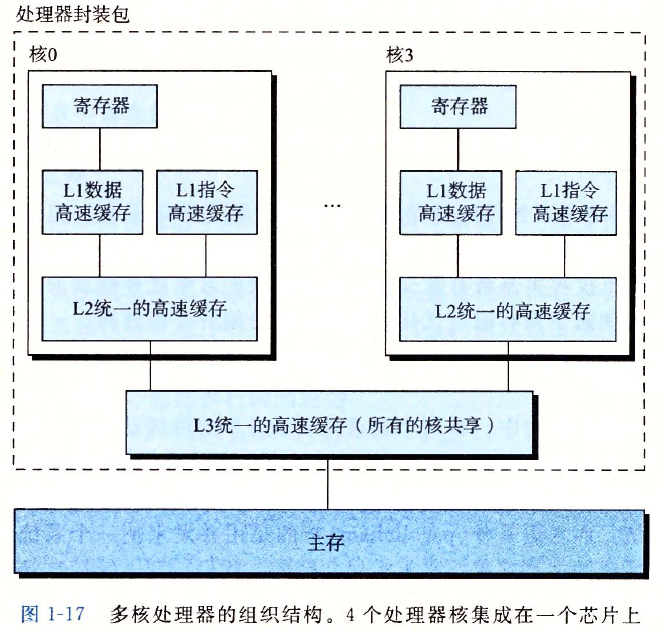 处理器封装包
核0
核3
寄存器
寄存器
L1数据
高速缓存
L1指令
高速缓存
...
L1数据
高速缓存
L1指令
高速缓存
L2统一的高速缓存
L2统一的高速缓存
L3统一的高速缓存（所有的核共享）
主存
图 1-17 多核处理器的组织结构。4 个处理器核集成在一个芯片上